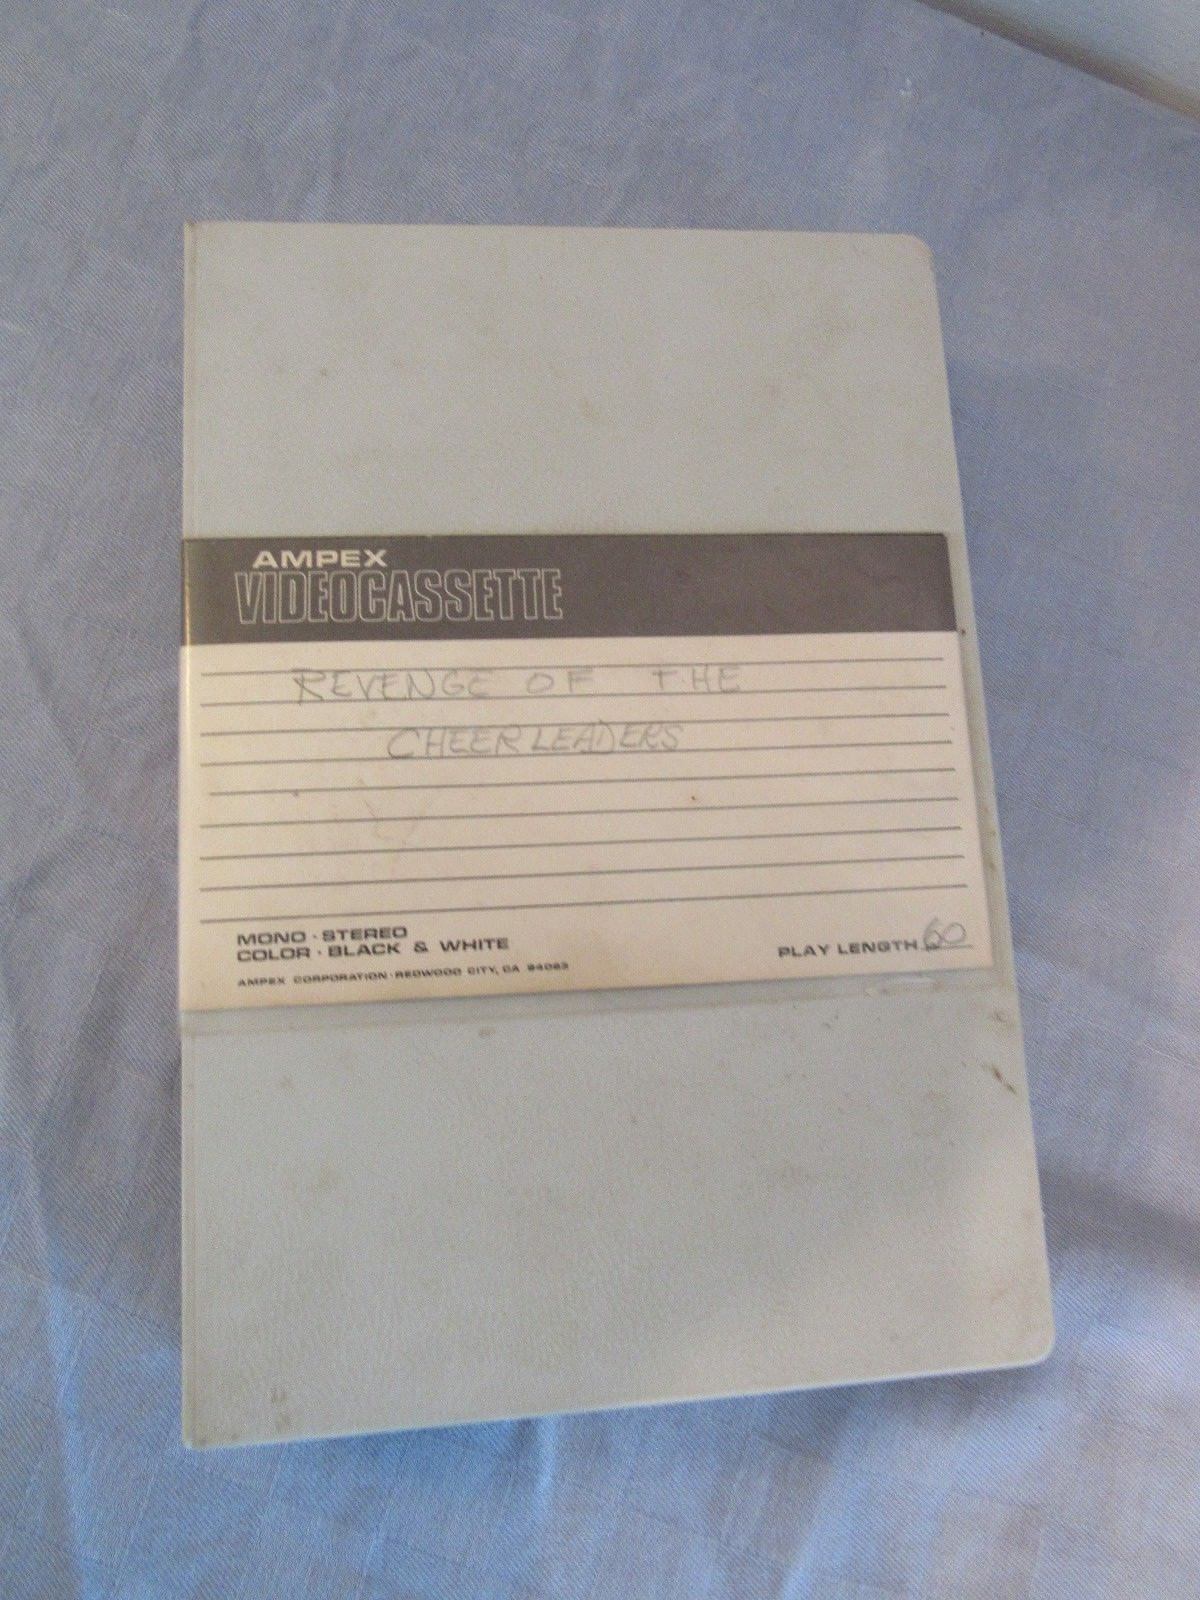 AMPEX
VIDEOCASSETTE
REVENGE OF THE
CHEERLEADERS
MONO · STEREO
COLOR · BLACK & WHITE
PLAY LENGTH 60
AMPEX CORPORATION · REDWOOD CITY, CA 94063